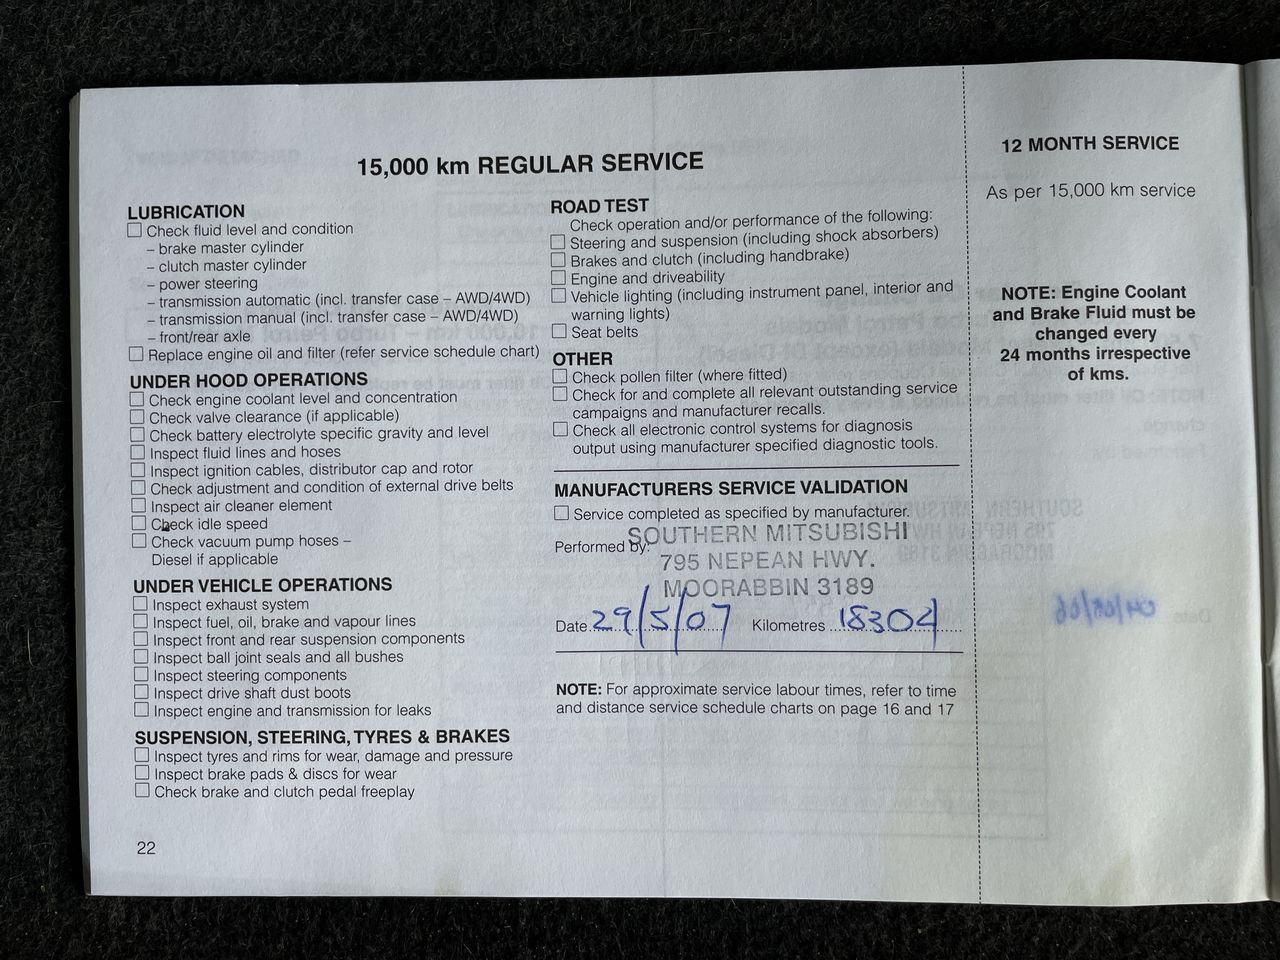 15,000 km REGULAR SERVICE
LUBRICATION
Check fluid level and condition
– brake master cylinder
– clutch master cylinder
– power steering
– transmission automatic (incl. transfer case – AWD/4WD)
– transmission manual (incl. transfer case – AWD/4WD)
– front/rear axle
Replace engine oil and filter (refer service schedule chart)
UNDER HOOD OPERATIONS
Check engine coolant level and concentration
Check valve clearance (if applicable)
Check battery electrolyte specific gravity and level
Inspect fluid lines and hoses
Inspect ignition cables, distributor cap and rotor
Check adjustment and condition of external drive belts
Inspect air cleaner element
Check idle speed
Check vacuum pump hoses –
Diesel if applicable
UNDER VEHICLE OPERATIONS
Inspect exhaust system
Inspect fuel, oil, brake and vapour lines
Inspect front and rear suspension components
Inspect ball joint seals and all bushes
Inspect steering components
Inspect drive shaft dust boots
Inspect engine and transmission for leaks
SUSPENSION, STEERING, TYRES & BRAKES
Inspect tyres and rims for wear, damage and pressure
Inspect brake pads & discs for wear
Check brake and clutch pedal freeplay
22
ROAD TEST
Check operation and/or performance of the following:
Steering and suspension (including shock absorbers)
Brakes and clutch (including handbrake)
Engine and driveability
Vehicle lighting (including instrument panel, interior and
warning lights)
Seat belts
OTHER
Check pollen filter (where fitted)
Check for and complete all relevant outstanding service
campaigns and manufacturer recalls.
Check all electronic control systems for diagnosis
output using manufacturer specified diagnostic tools.
MANUFACTURERS SERVICE VALIDATION
Service completed as specified by manufacturer.
Performed by: SOUTHERN MITSUBISHI
795 NEPEAN HWY.
MOORABBIN 3189
Date 29/5/07 Kilometres 18302
NOTE: For approximate service labour times, refer to time
and distance service schedule charts on page 16 and 17
12 MONTH SERVICE
As per 15,000 km service
NOTE: Engine Coolant
and Brake Fluid must be
changed every
24 months irrespective
of kms.